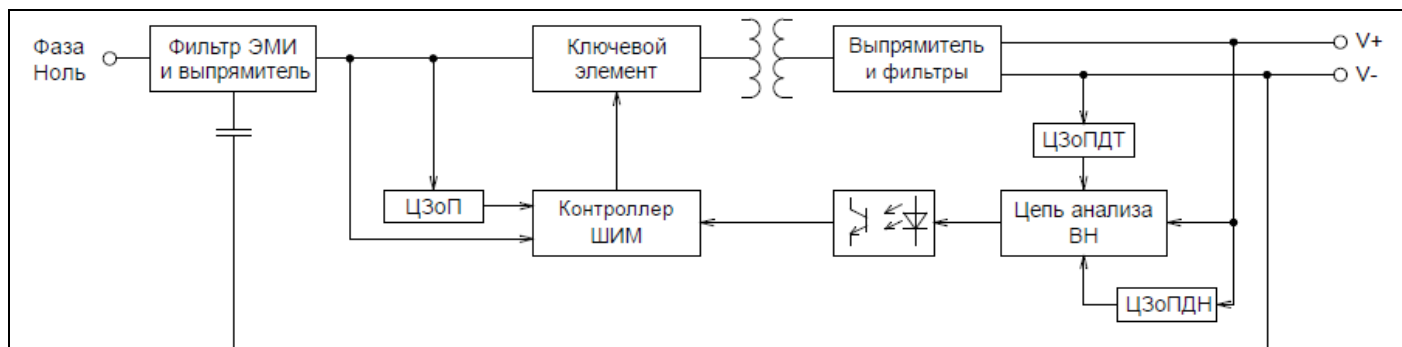 Фаза
Ноль
Фильтр ЭМИ
и выпрямитель
Ключевой
элемент
Выпрямитель
и фильтры
V+
V-
ЦЗоПДТ
ЦЗоП
Контроллер
ШИМ
Цепь анализа
ВН
ЦЗоПДН